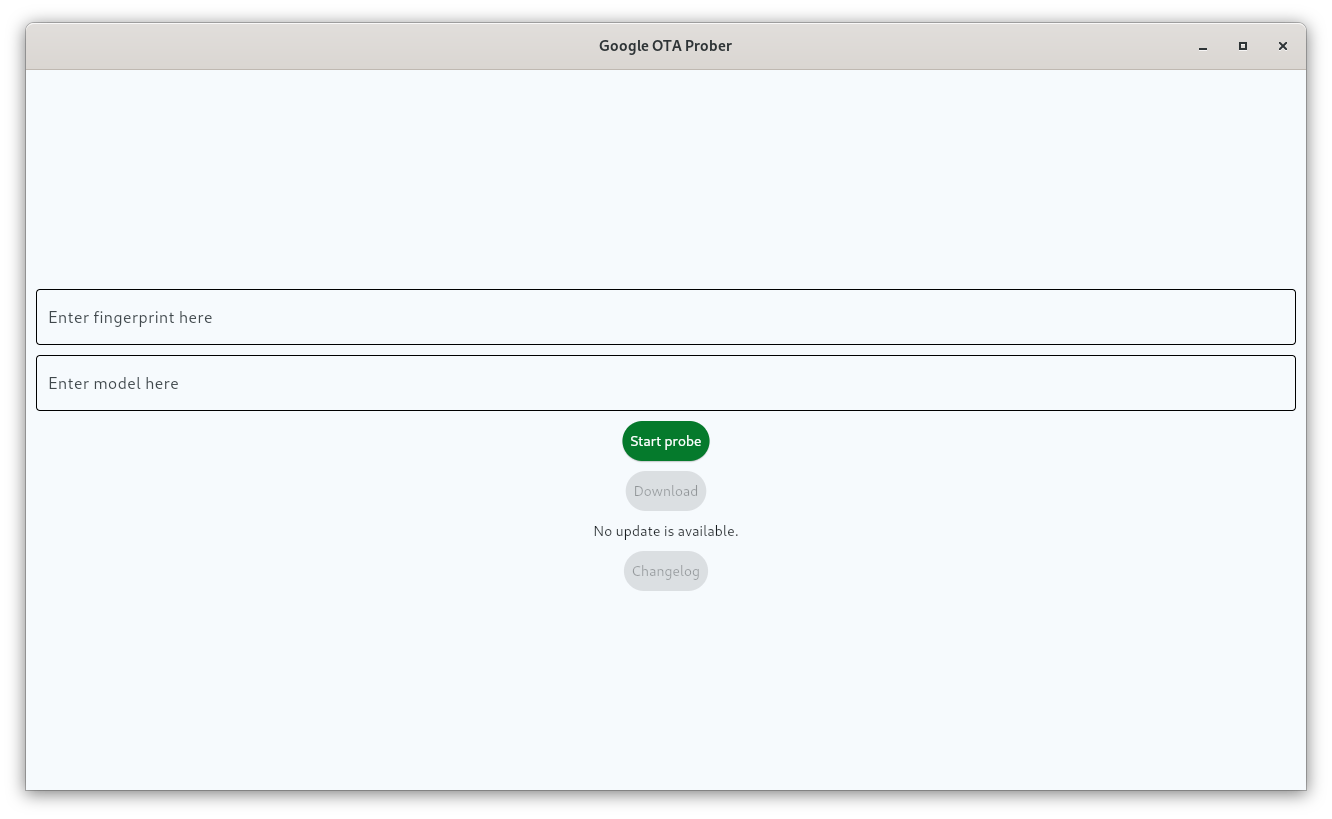 Google OTA Prober
Enter fingerprint here
Enter model here
Start probe
Download
No update is available.
Changelog